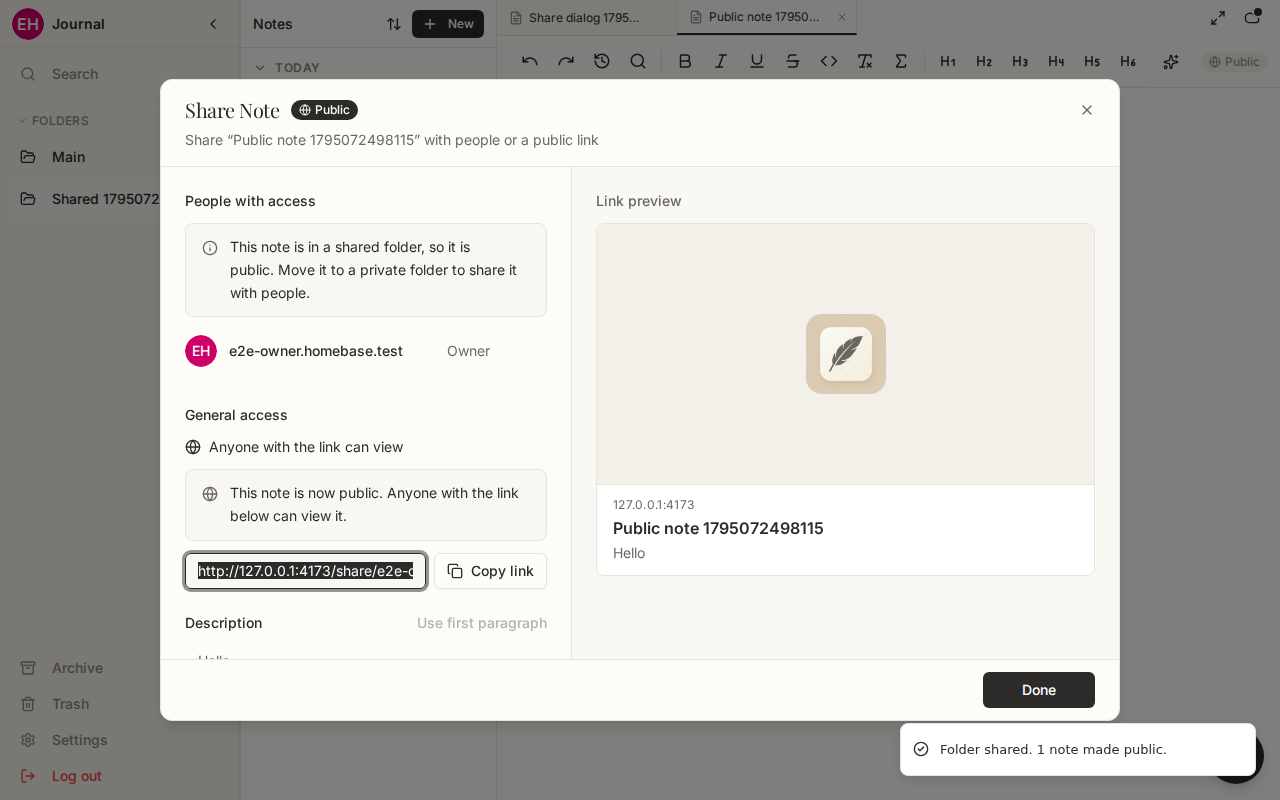 EH Journal
Notes
New
Share dialog 1795...
Public note 17950...
Search
TODAY
B I U S H1 H2 H3 H4 H5 H6
Public
FOLDERS
Main
Shared 1795072
Archive
Trash
Settings
Log out
Share Note
Public
Share “Public note 1795072498115” with people or a public link
People with access
This note is in a shared folder, so it is
public. Move it to a private folder to share it
with people.
EH e2e-owner.homebase.test Owner
General access
Anyone with the link can view
This note is now public. Anyone with the link
below can view it.
http://127.0.0.1:4173/share/e2e-o
Copy link
Description
Use first paragraph
Hello
Link preview
127.0.0.1:4173
Public note 1795072498115
Hello
Done
Folder shared. 1 note made public.